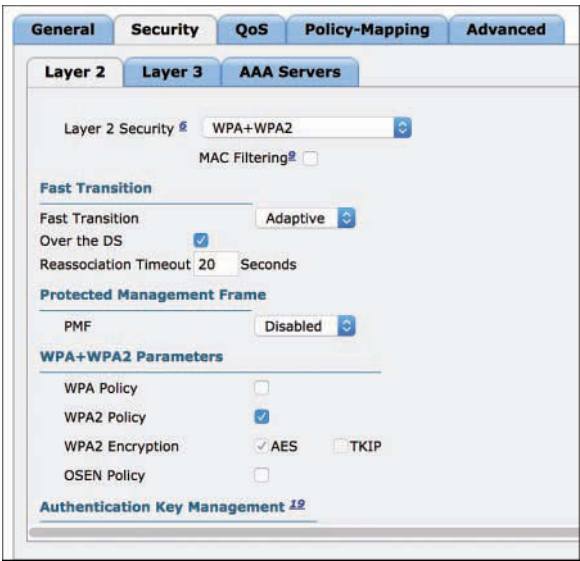 General Security QoS Policy-Mapping Advanced
Layer 2 Layer 3 AAA Servers
Layer 2 Security 6 WPA+WPA2
MAC Filtering9
Fast Transition
Fast Transition Adaptive
Over the DS
Reassociation Timeout 20 Seconds
Protected Management Frame
PMF Disabled
WPA+WPA2 Parameters
WPA Policy
WPA2 Policy
WPA2 Encryption AES TKIP
OSEN Policy
Authentication Key Management 19